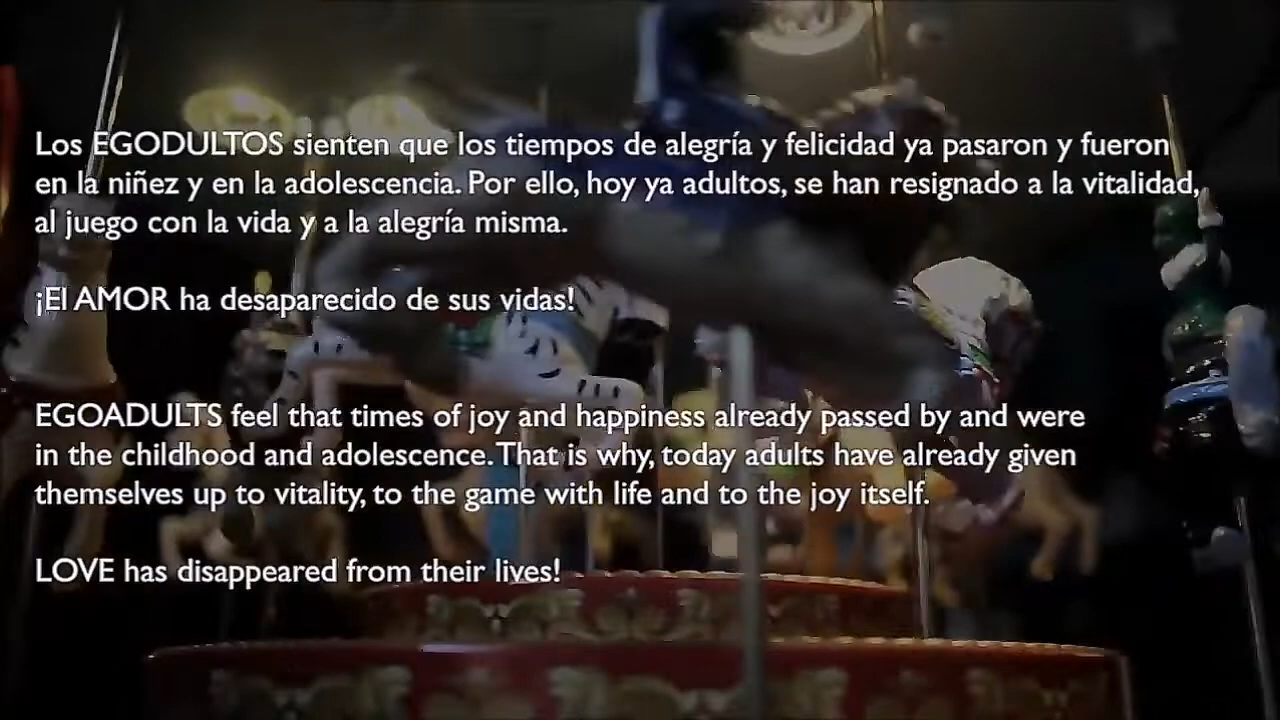 Los EGODULTOS sienten que los tiempos de alegría y felicidad ya pasaron y fueron
en la niñez y en la adolescencia. Por ello, hoy ya adultos, se han resignado a la vitalidad,
al juego con la vida y a la alegría misma.
¡El AMOR ha desaparecido de sus vidas!
EGOADULTS feel that times of joy and happiness already passed by and were
in the childhood and adolescence. That is why, today adults have already given
themselves up to vitality, to the game with life and to the joy itself.
LOVE has disappeared from their lives!